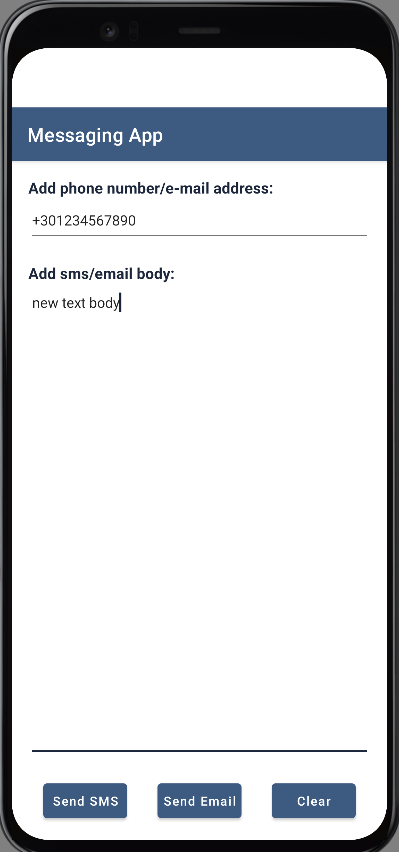 Messaging App
Add phone number/e-mail address:
+301234567890
Add sms/email body:
new text body
Send SMS
Send Email
Clear